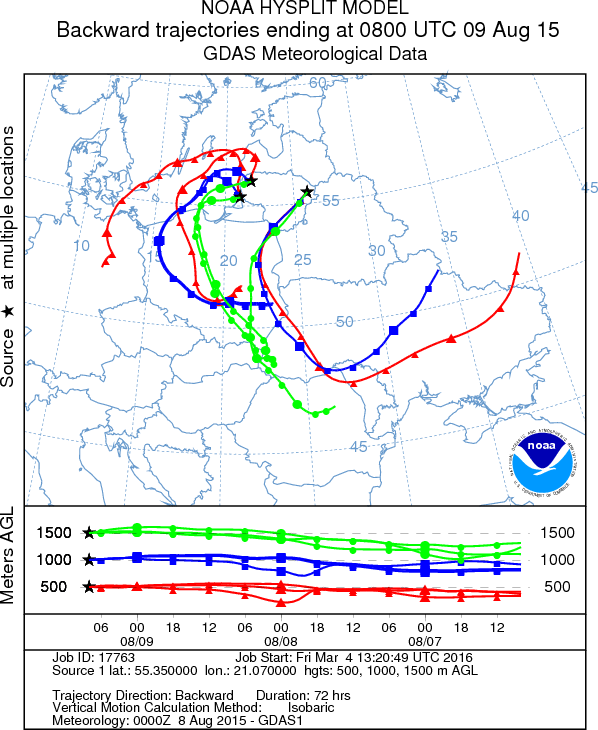 NOAA HYSPLIT MODEL
Backward trajectories ending at 0800 UTC 09 Aug 15
GDAS Meteorological Data
Source ★ at multiple locations
60
45
55
40
35
30
25
20
15
10
50
45
noaa
Meters AGL
1500 1500
1000 1000
500 500
06 00 18 12 06 00 18 12 06 00 18 12
08/09 08/08 08/07
Job ID: 17763 Job Start: Fri Mar 4 13:20:49 UTC 2016
Source 1 lat.: 55.350000 lon.: 21.070000 hgts: 500, 1000, 1500 m AGL
Trajectory Direction: Backward Duration: 72 hrs
Vertical Motion Calculation Method: Isobaric
Meteorology: 0000Z 8 Aug 2015 - GDAS1